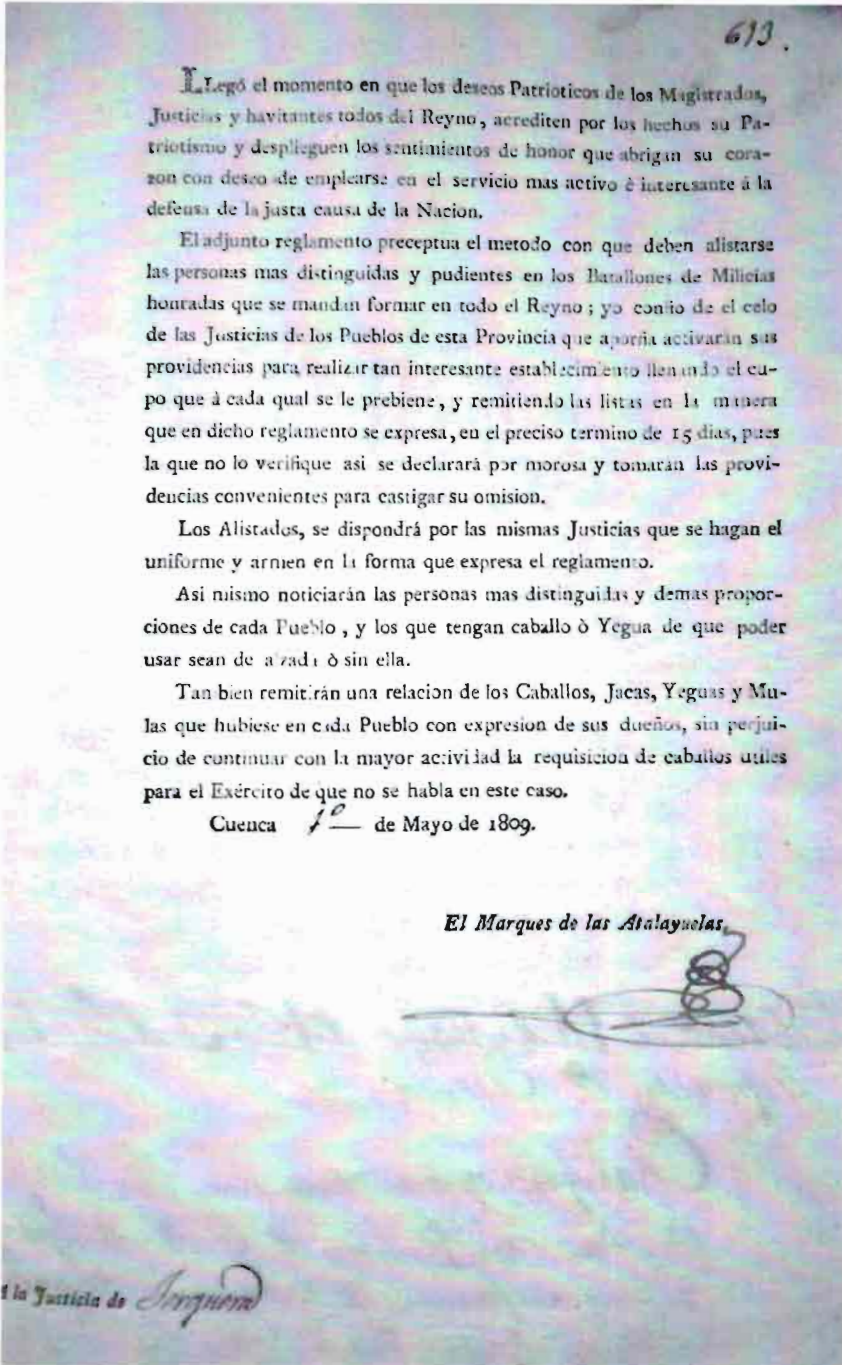 613.
LLegó el momento en que los deseos Patrioticos de los Magistrados,
Justicias y havitantes todos del Reyno, acrediten por los hechos su Pa-
triotismo y desplieguen los sentimientos de honor que abrigan su cora-
zon con deseo de emplearse en el servicio mas activo è interesante á la
defensa de la justa causa de la Nacion.
El adjunto reglamento preceptua el metodo con que deben alistarse
las personas mas distinguidas y pudientes en los Batallones de Milicias
honradas que se mandan formar en todo el Reyno; yo confio de el celo
de las Justicias de los Pueblos de esta Provincia que aporfia activarán sus
providencias para realizar tan interesante establecimiento llenando el cu-
po que á cada qual se le prebiene, y remitiendo las listas en la manera
que en dicho reglamento se expresa, en el preciso termino de 15 dias, pues
la que no lo verifique asi se declarará por morosa y tomarán las provi-
dencias convenientes para castigar su omision.
Los Alistados, se dispondrá por las mismas Justicias que se hagan el
uniforme y armen en la forma que expresa el reglamento.
Asi mismo noticiarán las personas mas distinguidas y demas propor-
ciones de cada Pueblo, y los que tengan caballo ò Yegua de que poder
usar sean de alzada ò sin ella.
Tan bien remitirán una relacion de los Caballos, Jacas, Yeguas y Mu-
las que hubiese en cada Pueblo con expresion de sus dueños, sin perjui-
cio de continuar con la mayor actividad la requisicion de caballos utiles
para el Exército de que no se habla en este caso.
Cuenca 1º de Mayo de 1809.
El Marques de las Atalayuelas
la Justicia de Jorquera